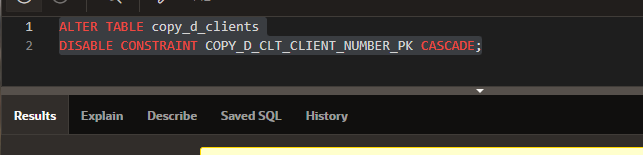 1 ALTER TABLE copy_d_clients
2 DISABLE CONSTRAINT COPY_D_CLT_CLIENT_NUMBER_PK CASCADE;
Results Explain Describe Saved SQL History